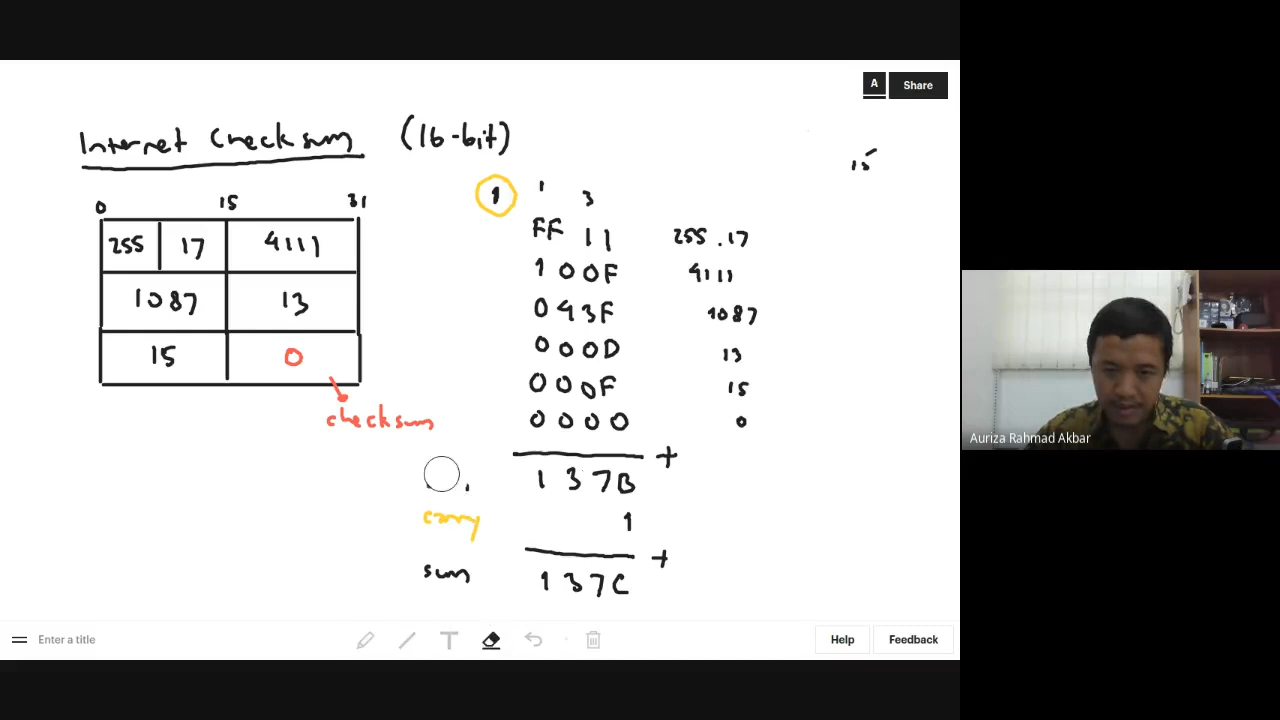 A Share
Internet Checksum (16-bit)
15
0 15 31
255 17 4111
1087 13
15 0
checksum
1 1 3
FF 11 255.17
100F 4111
043F 1087
000D 13
000F 15
0000 0
+
137B
carry 1
+
sum 137C
Auriza Rahmad Akbar
Enter a title
T
Help
Feedback